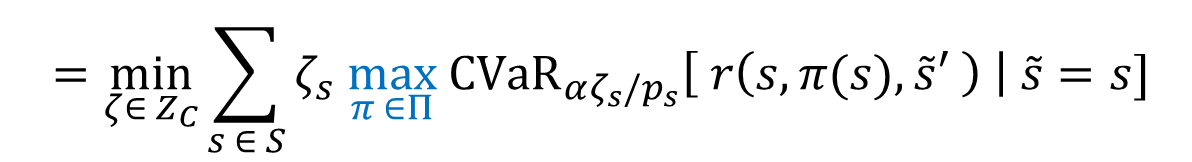 = min_{ζ∈ Z_C} ∑_{s ∈ S} ζ_s max_{π ∈Π} CVaR_{αζ_s/p_s}[ r(s, π(s), s̃′ ) | s̃ = s]